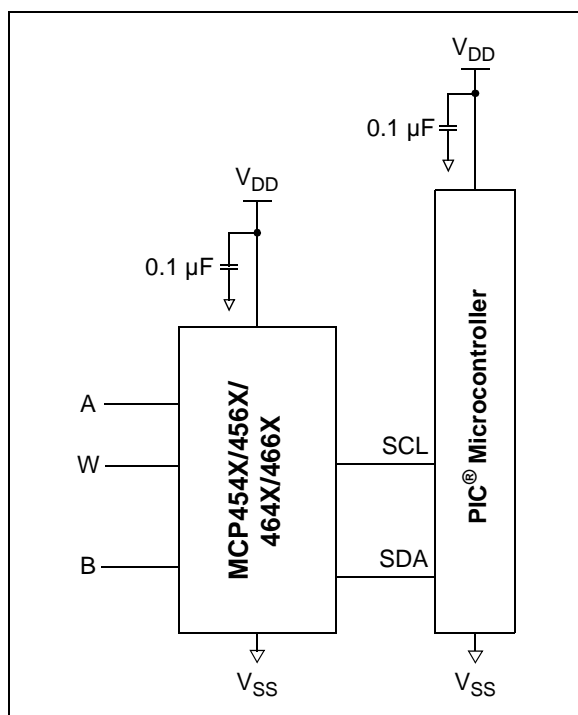 VDD
0.1 µF
VDD
0.1 µF
MCP454X/456X/
464X/466X
PIC® Microcontroller
A
W
B
SCL
SDA
VSS
VSS